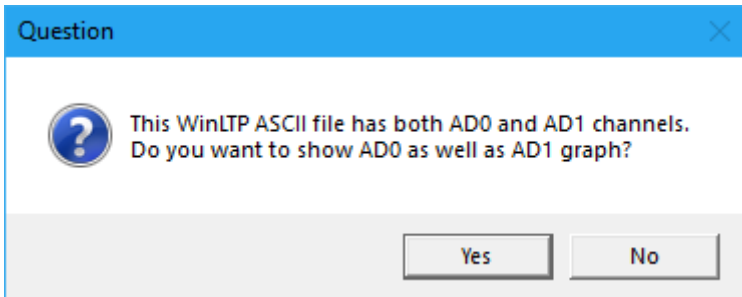 Question
This WinLTP ASCII file has both AD0 and AD1 channels.
Do you want to show AD0 as well as AD1 graph?
Yes
No